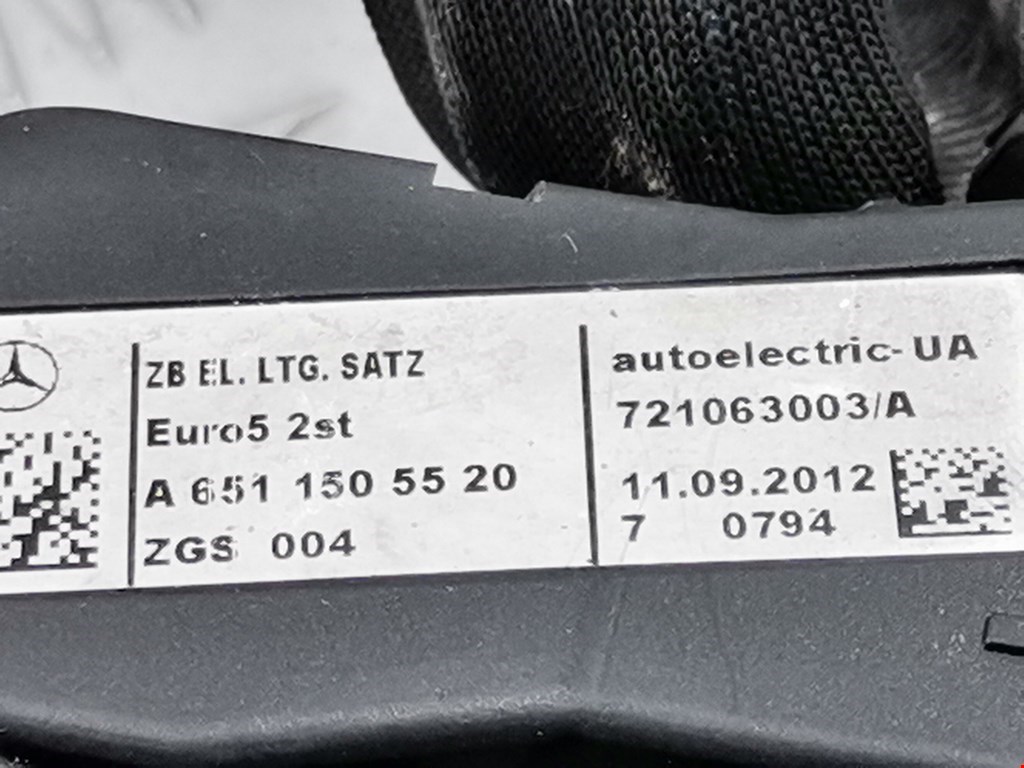 ZB EL. LTG. SATZ
Euro5 2st
A 651 150 55 20
ZGS 004
autoelectric-UA
721063003/A
11.09.2012
7 0794